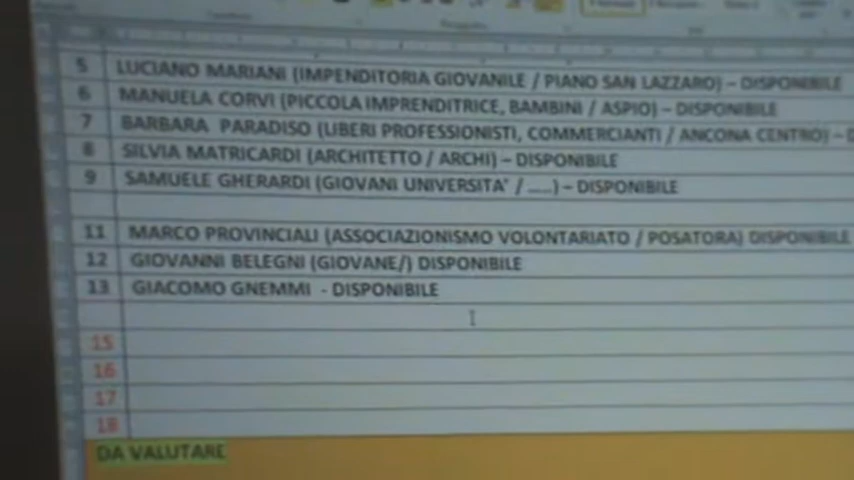 5 LUCIANO MARIANI (IMPENDITORIA GIOVANILE / PIANO SAN LAZZARO) – DISPONIBILE
6 MANUELA CORVI (PICCOLA IMPRENDITRICE, BAMBINI / ASPIO) – DISPONIBILE
7 BARBARA PARADISO (LIBERI PROFESSIONISTI, COMMERCIANTI / ANCONA CENTRO) – D
8 SILVIA MATRICARDI (ARCHITETTO / ARCHI) – DISPONIBILE
9 SAMUELE GHERARDI (GIOVANI UNIVERSITA' / .....) – DISPONIBILE
11 MARCO PROVINCIALI (ASSOCIAZIONISMO VOLONTARIATO / POSATORA) DISPONIBILE
12 GIOVANNI BELEGNI (GIOVANE/) DISPONIBILE
13 GIACOMO GNEMMI - DISPONIBILE
15
16
17
18
DA VALUTARE